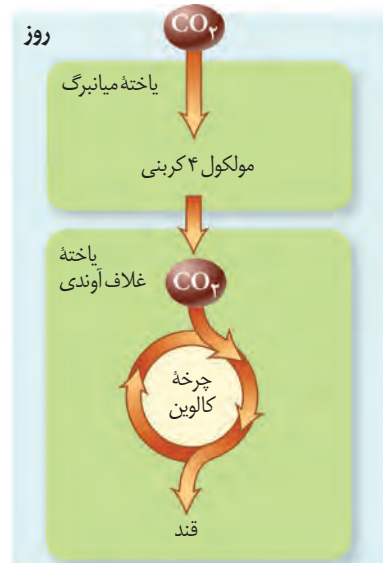 روز
CO۲
یاختهٔ میانبرگ
مولکول ۴ کربنی
یاختهٔ
غلاف آوندی
CO۲
چرخهٔ
کالوین
قند